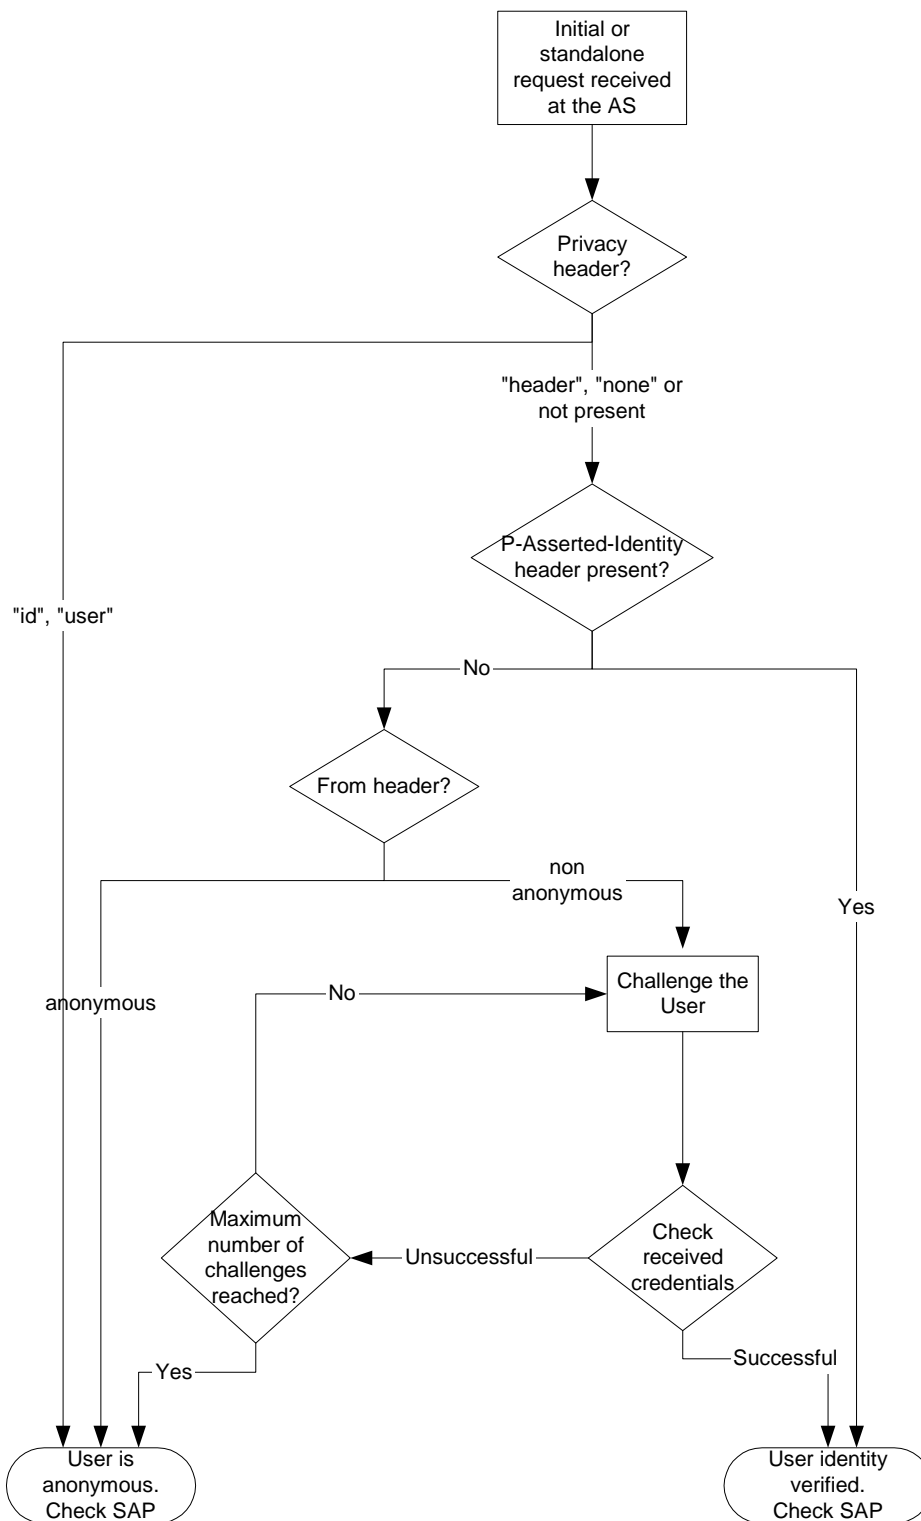 Initial or
standalone
request received
at the AS
Privacy
header?
"header", "none" or
not present
P-Asserted-Identity
header present?
"id", "user"
No
From header?
non
anonymous
Yes
anonymous
No
Challenge the
User
Maximum
number of
challenges
reached?
Unsuccessful
Check
received
credentials
Yes
Successful
User is
anonymous.
Check SAP
User identity
verified.
Check SAP